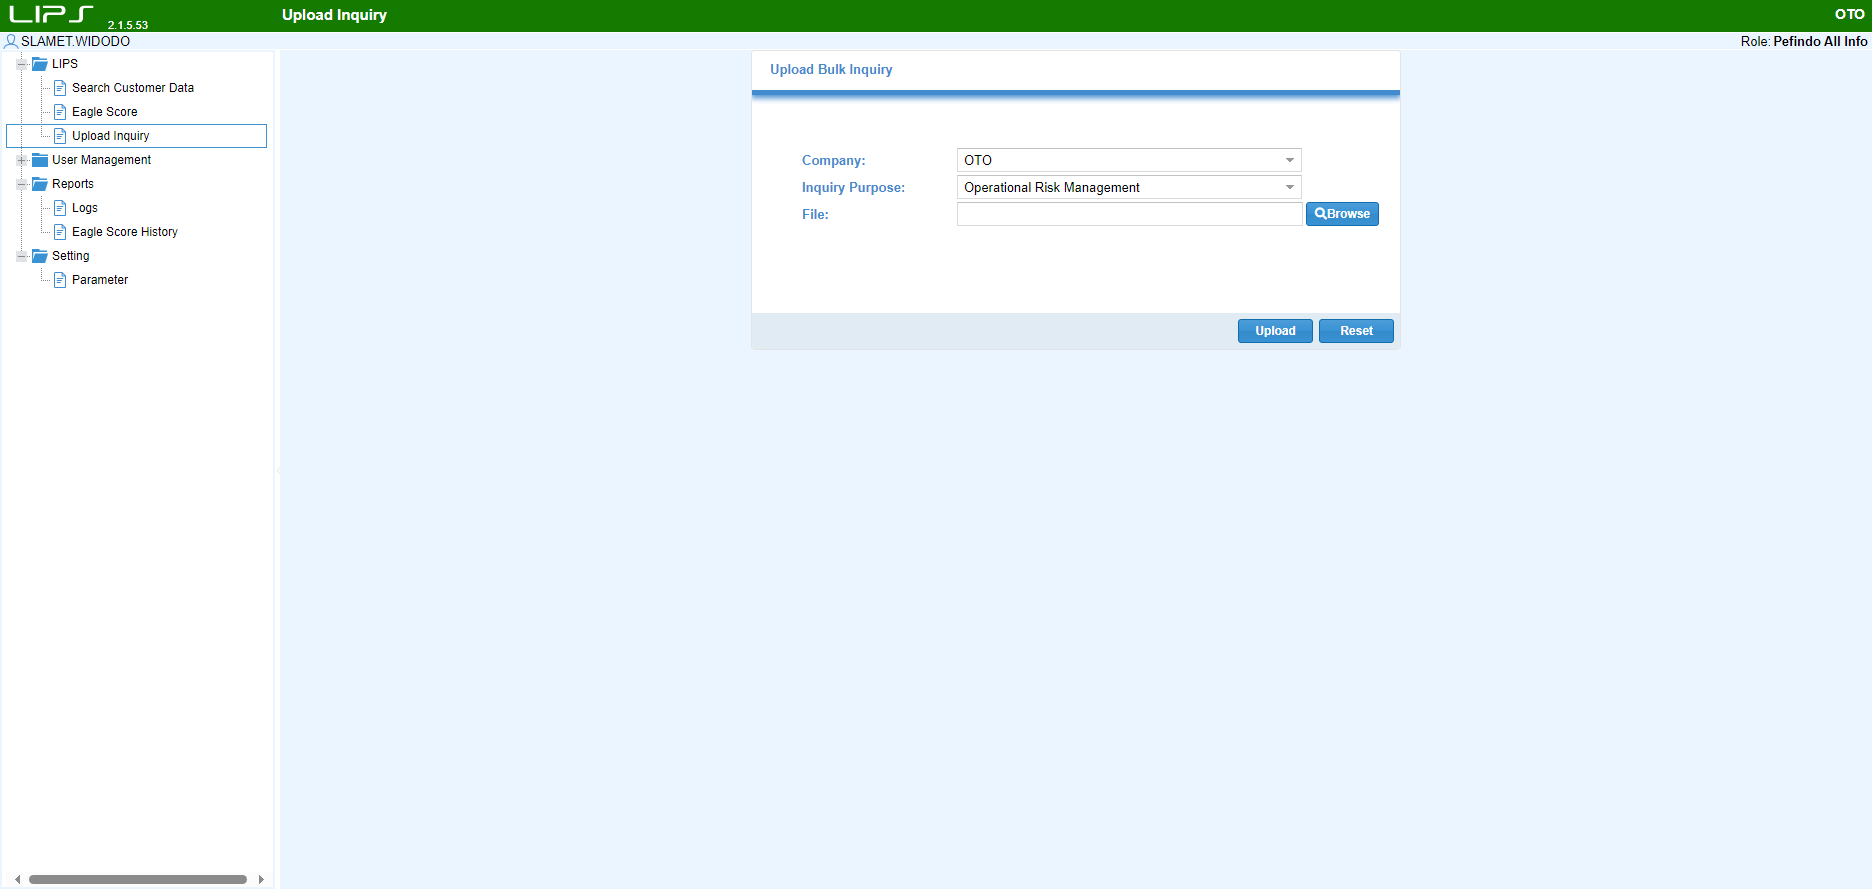 LIPS 2.1.5.53 Upload Inquiry OTO
SLAMET.WIDODO Role: Pefindo All Info
LIPS
Search Customer Data
Eagle Score
Upload Inquiry
User Management
Reports
Logs
Eagle Score History
Setting
Parameter
Upload Bulk Inquiry
Company: OTO
Inquiry Purpose: Operational Risk Management
File: Browse
Upload Reset